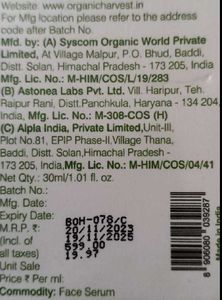 Website: www.organicharvest.in
For Mfg location please refer to the address
code after Batch No.
Mfd. by: (A) Syscom Organic World Private
Limited, At Village Malpur, P.O. Bhud, Baddi,
Distt. Solan, Himachal Pradesh -
173 205, India, Mfg. Lic. No.: M-HIM/COS/L/19/283
(B) Astonea Labs Pvt. Ltd. Vill. Haripur, Teh.
Raipur Rani, Distt.Panchkula, Haryana - 134
204, India, Mfg. Lic. No.: M-308-COS (H)
(C) Alpla India, Private Limited,Unit-III,
Plot No.81, EPIP Phase-II,Village Thana,
Baddi, Distt. Solan,Himachal Pradesh -
173 205, India,Mfg. Lic. No.: M-HIM/COS/04/41
Net Qty.: 30ml/1.01 fl. oz.
Batch No.:
Mfg. Date:
Expiry Date:
M.R.P. ₹:
(Incl. of
all taxes)
Unit Sale
Price ₹ Per ml:
Commodity: Face Serum
BOH-078/C
20/11/2023
19/11/2025
599.00
19.97
8 906080 039287